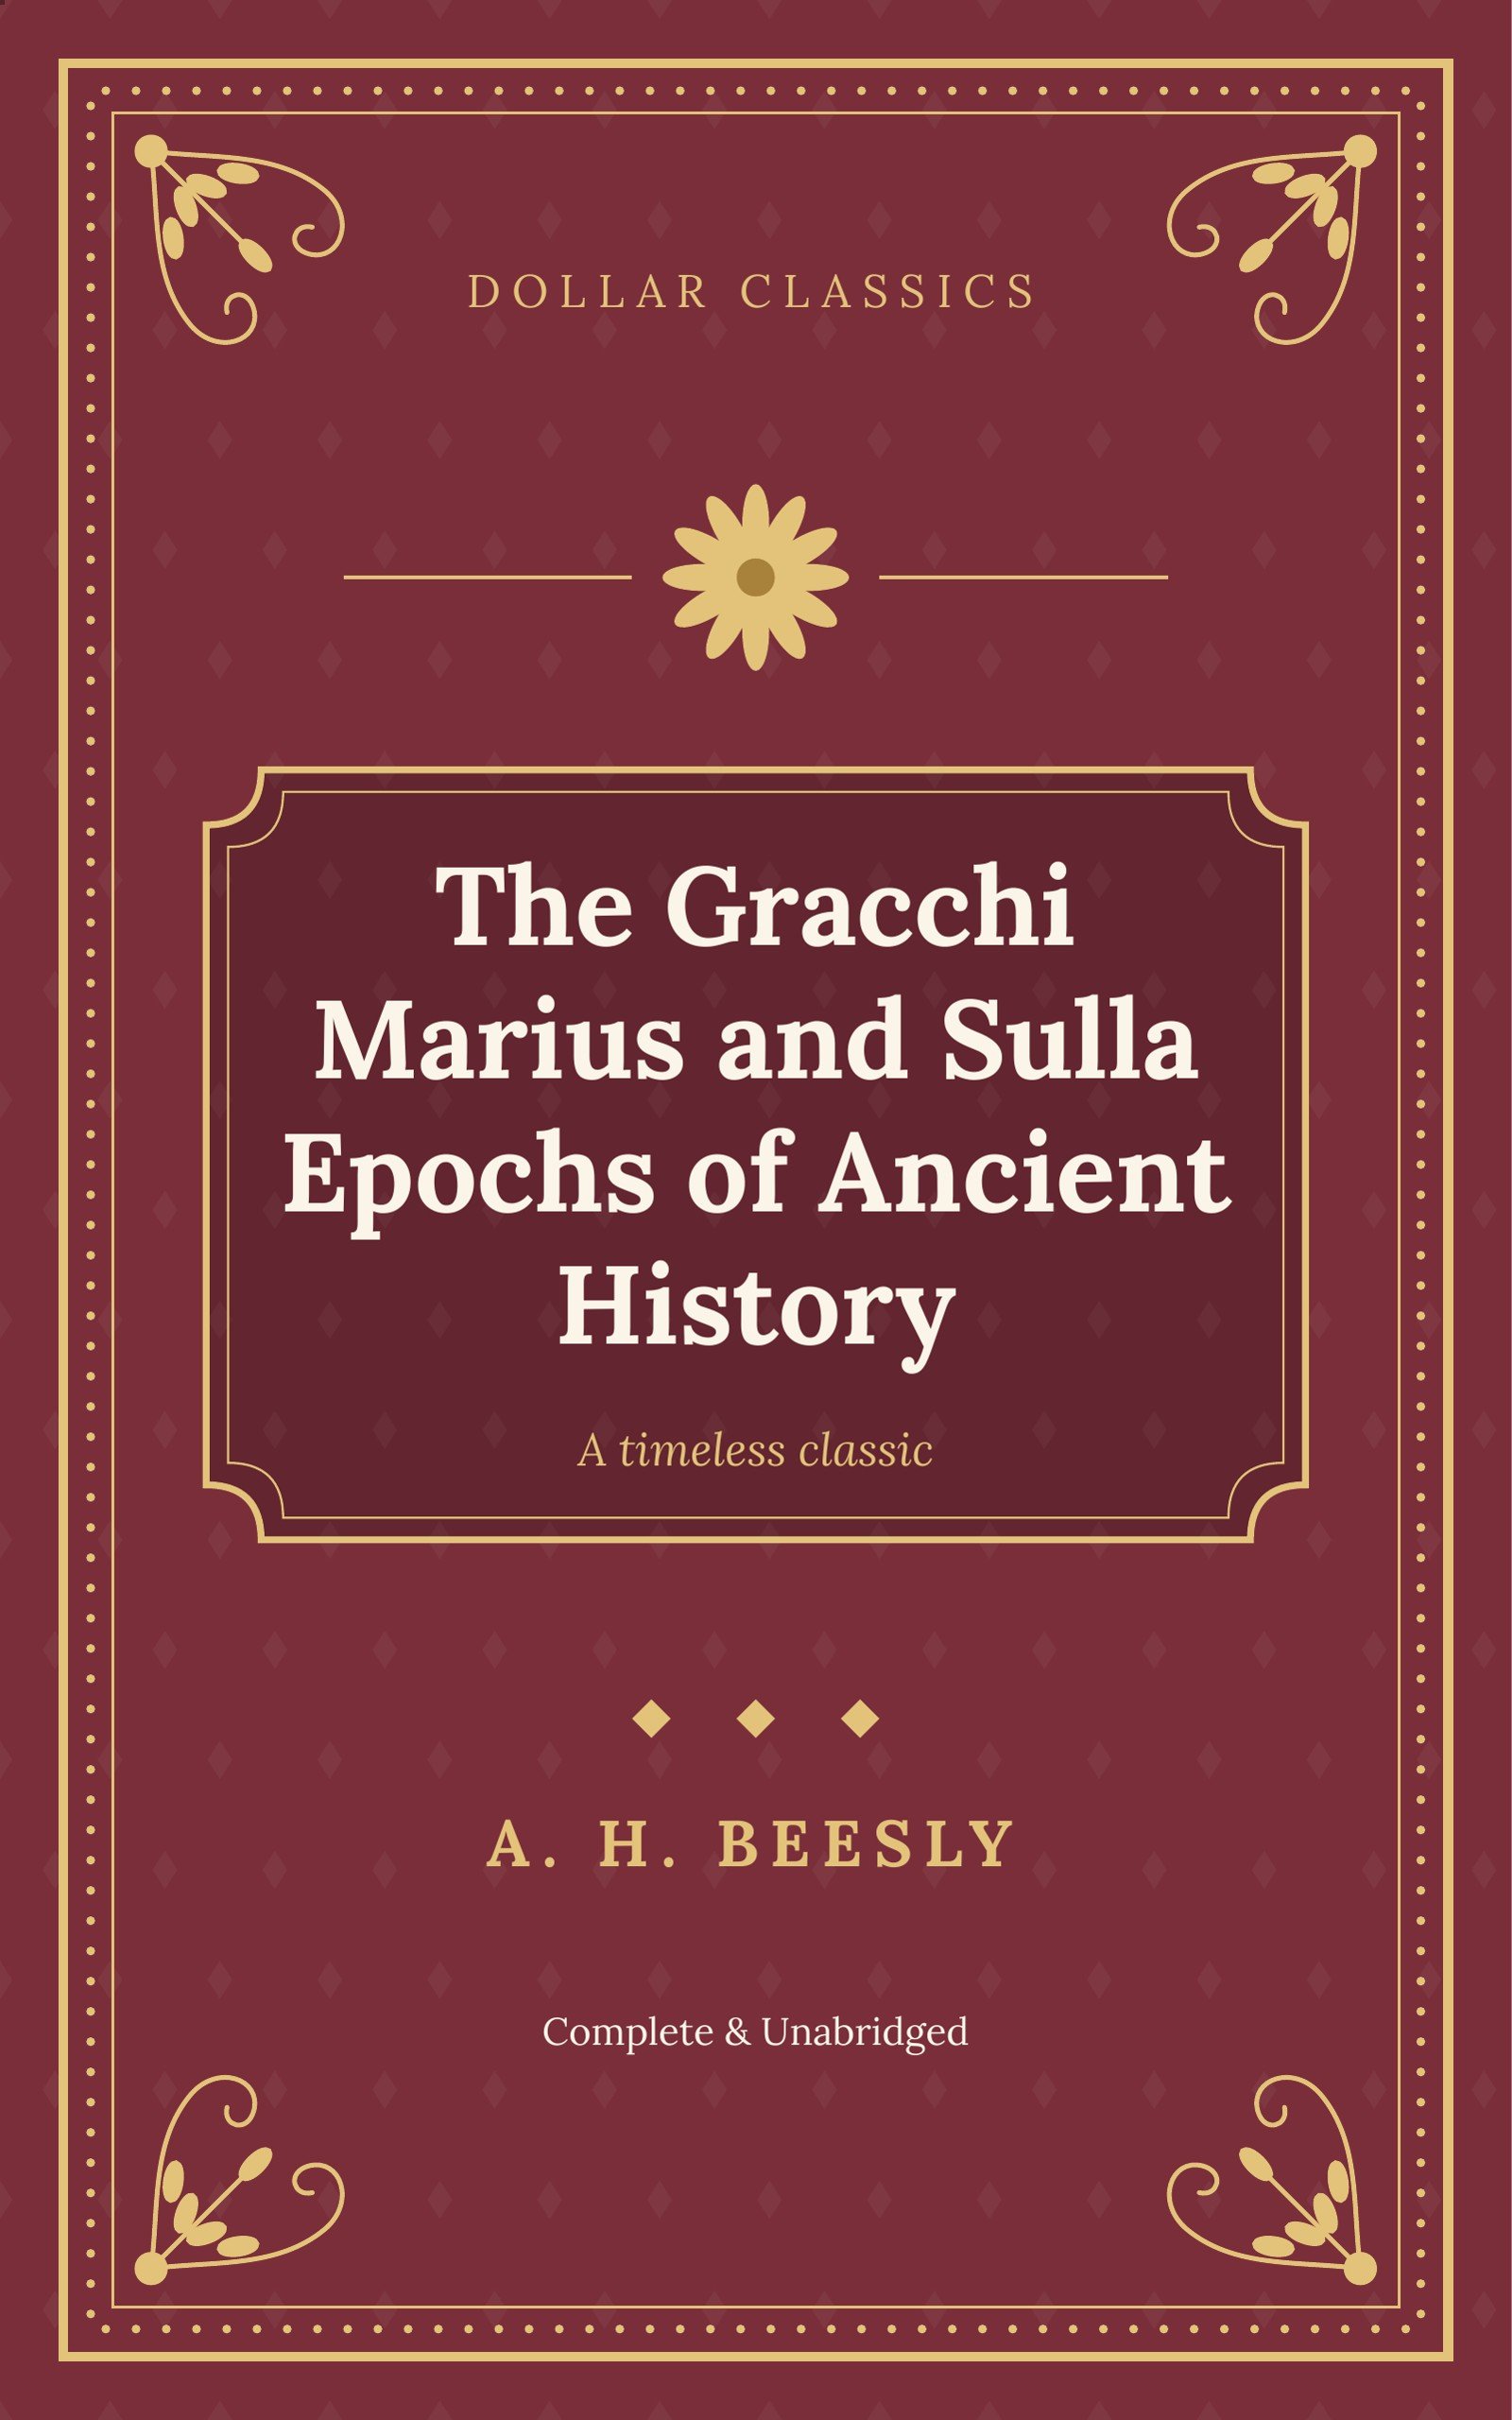 DOLLAR CLASSICS
The Gracchi
Marius and Sulla
Epochs of Ancient
History
A timeless classic
A. H. BEESLY
Complete & Unabridged